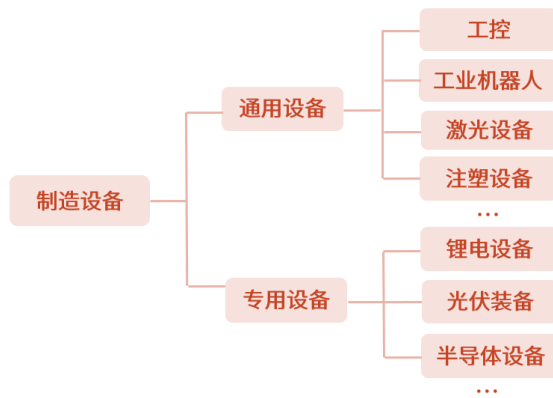 制造设备
通用设备
工控
工业机器人
激光设备
注塑设备
...
专用设备
锂电设备
光伏装备
半导体设备
...